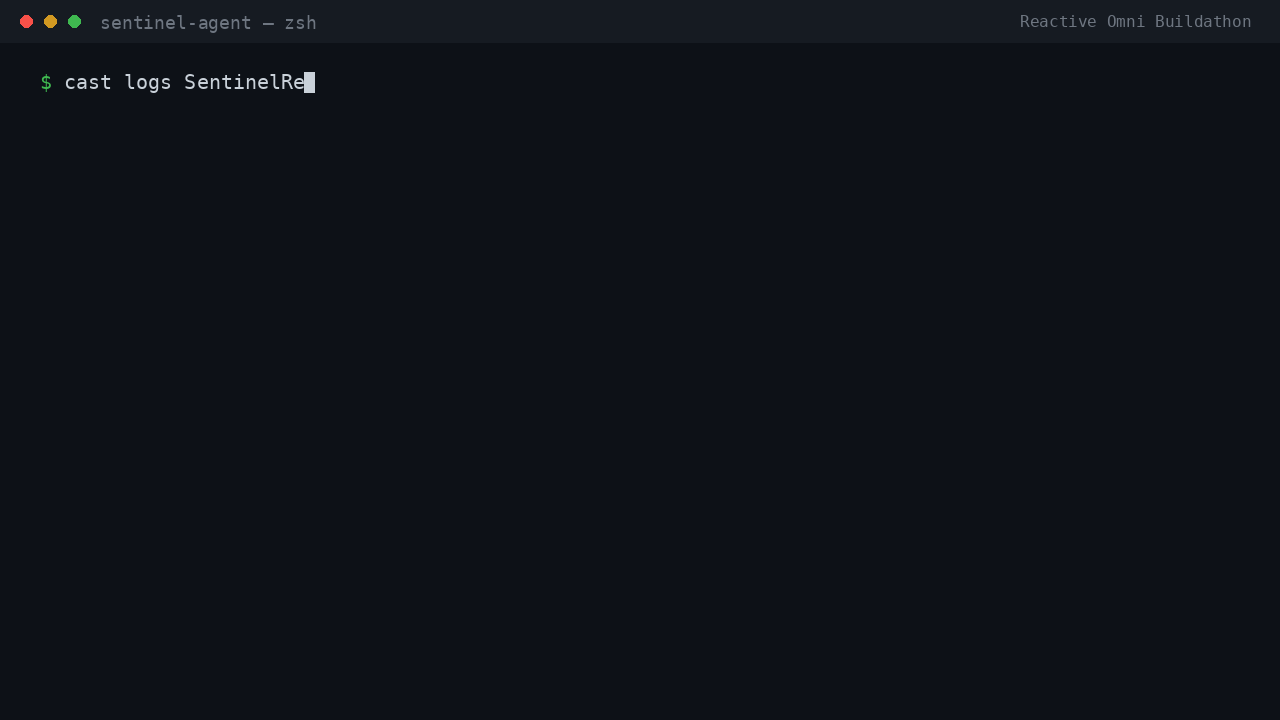 sentinel-agent — zsh
Reactive Omni Buildathon
$ cast logs SentinelRe